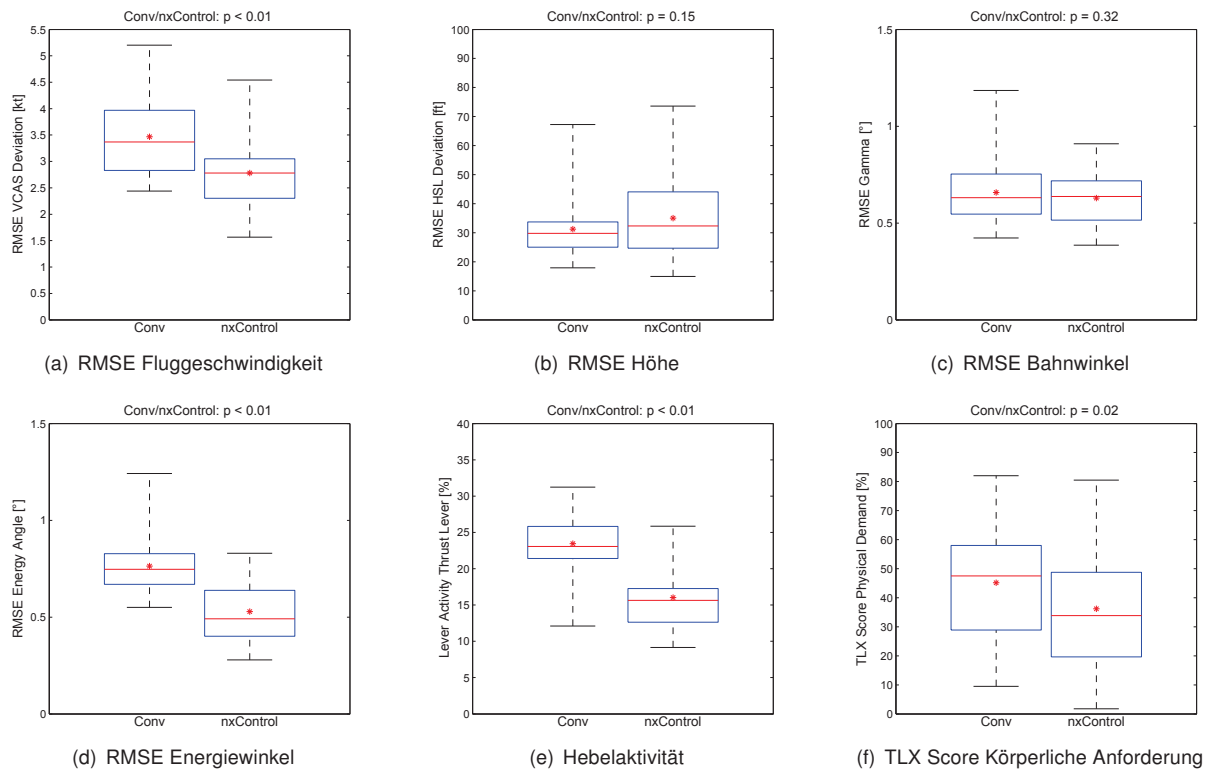 Conv/nxControl: p < 0.01
RMSE VCAS Deviation [kt]
5.5
5
4.5
4
3.5
3
2.5
2
1.5
1
0.5
0
Conv nxControl
(a) RMSE Fluggeschwindigkeit
Conv/nxControl: p = 0.15
RMSE HSL Deviation [ft]
100
90
80
70
60
50
40
30
20
10
0
Conv nxControl
(b) RMSE Höhe
Conv/nxControl: p = 0.32
RMSE Gamma [°]
1.5
1
0.5
0
Conv nxControl
(c) RMSE Bahnwinkel
Conv/nxControl: p < 0.01
RMSE Energy Angle [°]
1.5
1
0.5
0
Conv nxControl
(d) RMSE Energiewinkel
Conv/nxControl: p < 0.01
Lever Activity Thrust Lever [%]
40
35
30
25
20
15
10
5
0
Conv nxControl
(e) Hebelaktivität
Conv/nxControl: p = 0.02
TLX Score Physical Demand [%]
100
90
80
70
60
50
40
30
20
10
0
Conv nxControl
(f) TLX Score Körperliche Anforderung